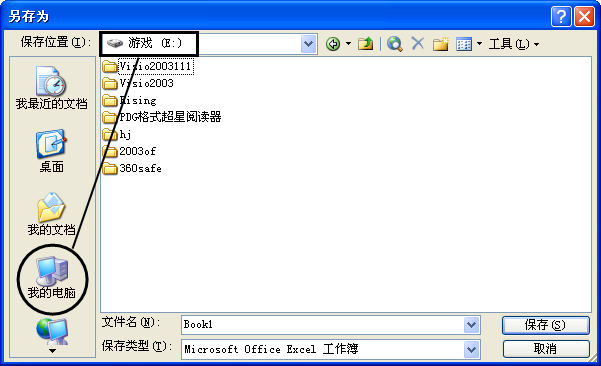 另存为
保存位置(I):
游戏 (E:)
工具(L)
我最近的文档
桌面
我的文档
我的电脑
Visio2003111
Visio2003
Rising
PDG格式超星阅读器
hj
2003of
360safe
文件名(N):
Book1
保存(S)
保存类型(T):
Microsoft Office Excel 工作簿
取消